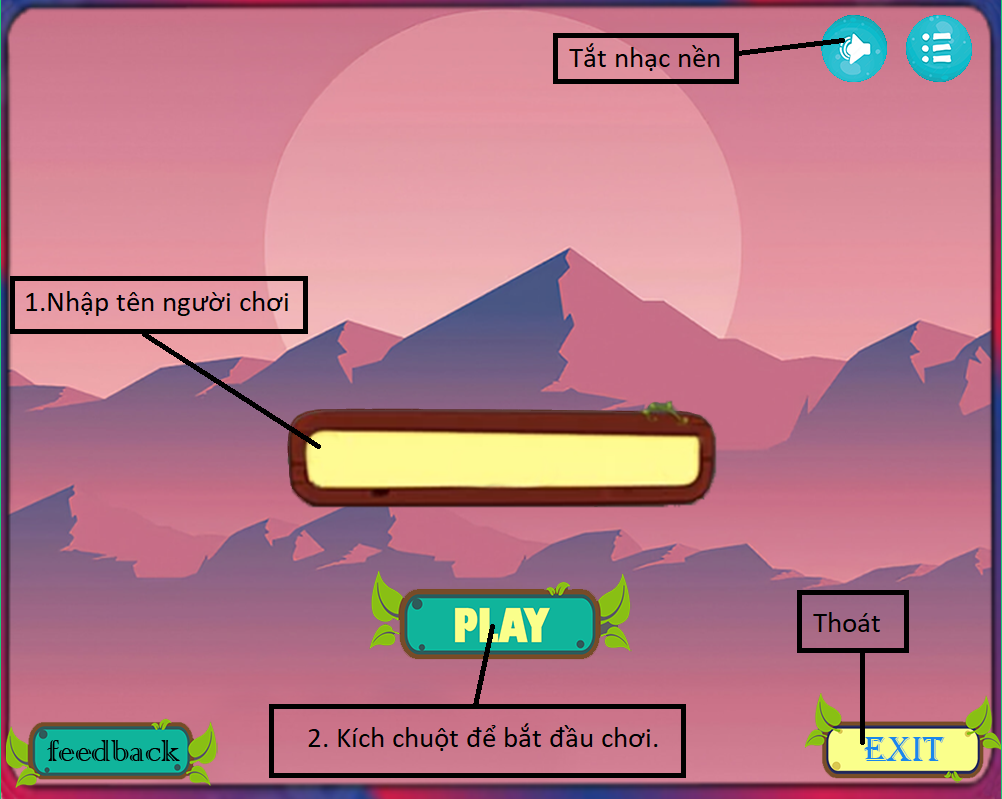 Tắt nhạc nền
1.Nhập tên người chơi
PLAY
Thoát
2. Kích chuột để bắt đầu chơi.
feedback
EXIT